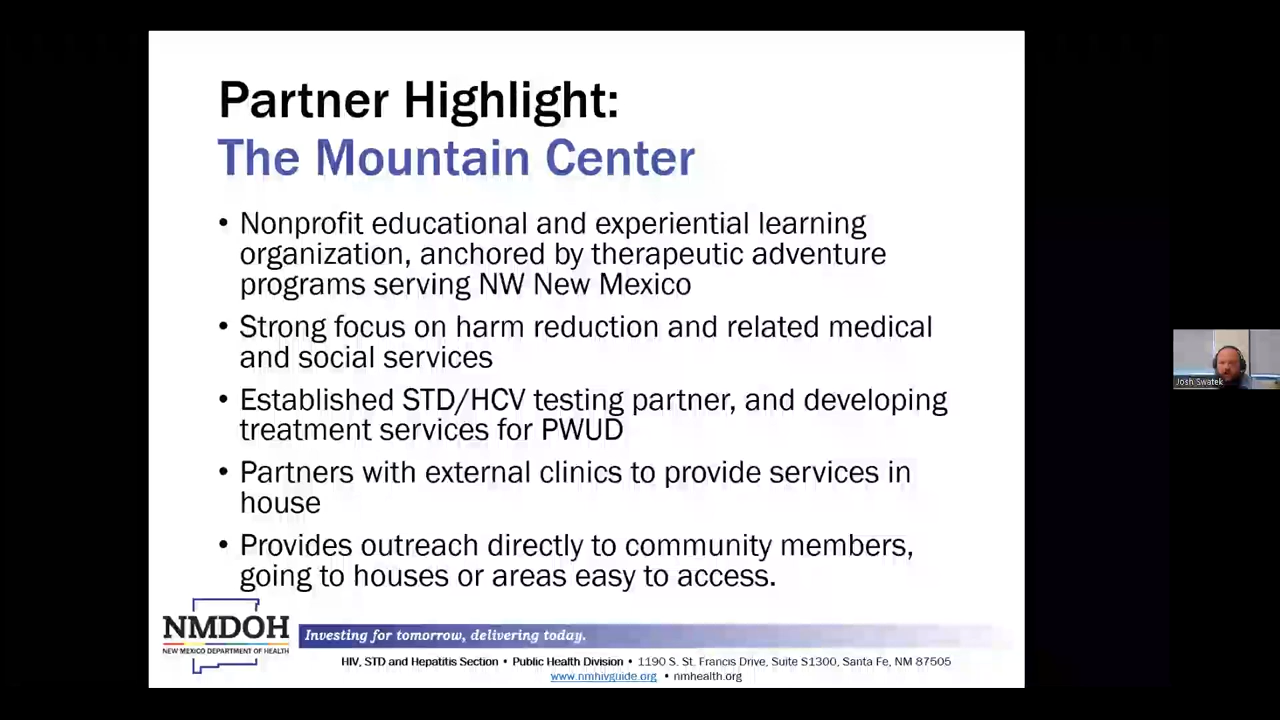 Partner Highlight:
The Mountain Center
• Nonprofit educational and experiential learning
organization, anchored by therapeutic adventure
programs serving NW New Mexico
• Strong focus on harm reduction and related medical
and social services
• Established STD/HCV testing partner, and developing
treatment services for PWUD
• Partners with external clinics to provide services in
house
• Provides outreach directly to community members,
going to houses or areas easy to access.
NMDOH
NEW MEXICO DEPARTMENT OF HEALTH
Investing for tomorrow, delivering today.
HIV, STD and Hepatitis Section • Public Health Division • 1190 S. St. Francis Drive, Suite S1300, Santa Fe, NM 87505
www.nmhivguide.org • nmhealth.org
Josh Swatek